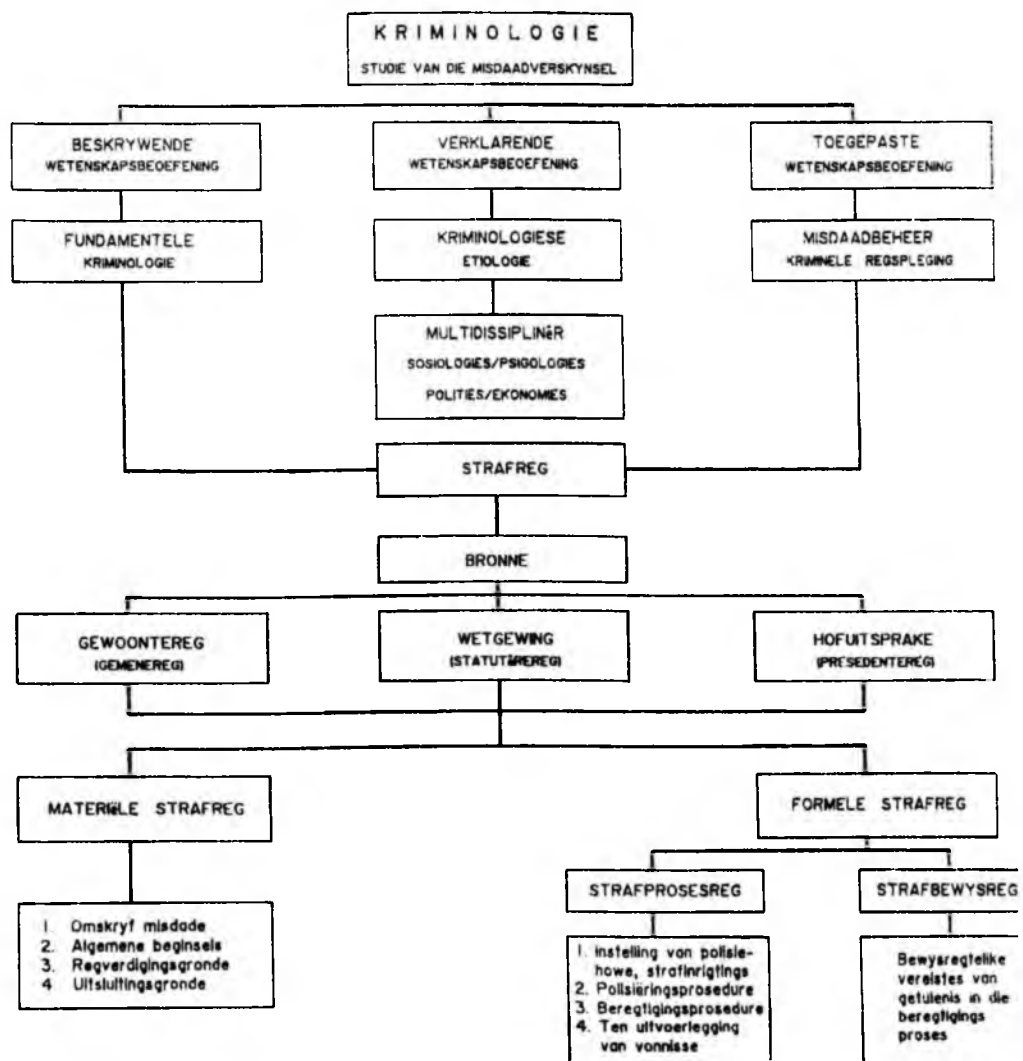 KRIMINOLOGIE
STUDIE VAN DIE MISDAADVERSKYNSEL
BESKRYWENDE
WETENSKAPSBEOEFENING
VERKLARENDE
WETENSKAPSBEOEFENING
TOEGEPASTE
WETENSKAPSBEOEFENING
FUNDAMENTELE
KRIMINOLOGIE
KRIMINOLOGIESE
ETIOLOGIE
MISDAADBEHEER
KRIMINELE REGSPLEGING
MULTIDISSIPLINÊR
SOSIOLOGIES/PSIGOLOGIES
POLITIES/EKONOMIES
STRAFREG
BRONNE
GEWOONTEREG
(GEMENEREG)
WETGEWING
(STATUTÊREREG)
HOFUITSPRAKE
(PRESEDENTEREG)
MATERIËLE STRAFREG
FORMELE STRAFREG
STRAFPROSESREG
STRAFBEWYSREG
1. Omskryf misdade
2. Algemene beginsels
3. Regverdigingsgronde
4 Uitsluitingsgronde
1. Instelling van polisie-
howe, strafinrigtings
2. Polisiëringsprosedure
3. Beregtigingsprosedure
4. Ten uitvoerlegging
van vonnisse
Bewysregtelike
vereistes van
getuienis in die
beregtigings
proses